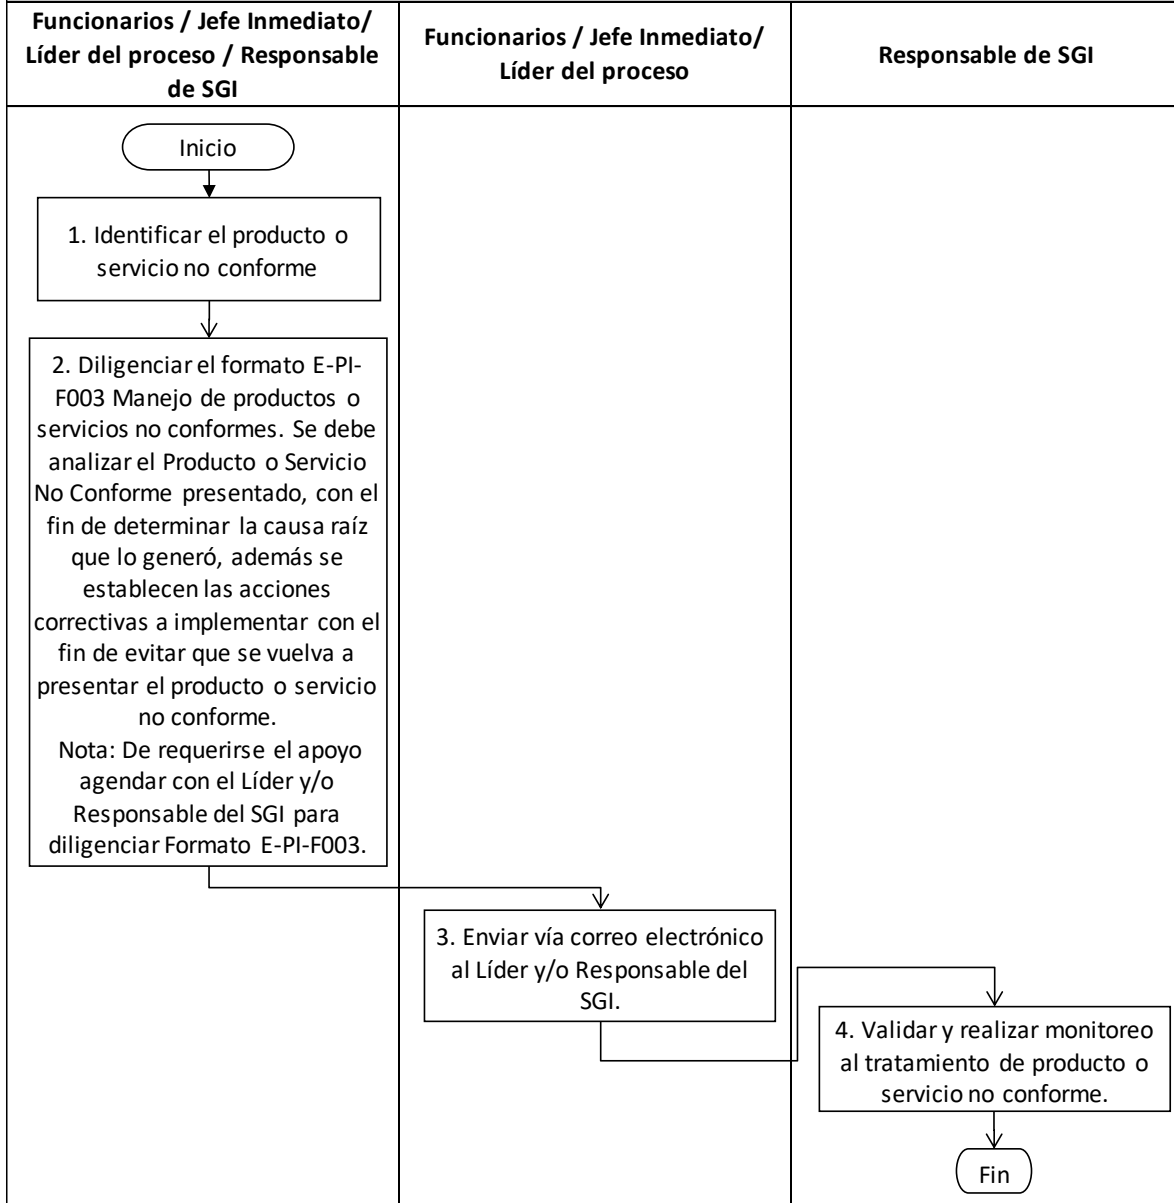 Funcionarios / Jefe Inmediato/
Líder del proceso / Responsable
de SGI
Funcionarios / Jefe Inmediato/
Líder del proceso
Responsable de SGI
Inicio
1. Identificar el producto o
servicio no conforme
2. Diligenciar el formato E-PI-
F003 Manejo de productos o
servicios no conformes. Se debe
analizar el Producto o Servicio
No Conforme presentado, con el
fin de determinar la causa raíz
que lo generó, además se
establecen las acciones
correctivas a implementar con el
fin de evitar que se vuelva a
presentar el producto o servicio
no conforme.
Nota: De requerirse el apoyo
agendar con el Líder y/o
Responsable del SGI para
diligenciar Formato E-PI-F003.
3. Enviar vía correo electrónico
al Líder y/o Responsable del
SGI.
4. Validar y realizar monitoreo
al tratamiento de producto o
servicio no conforme.
Fin